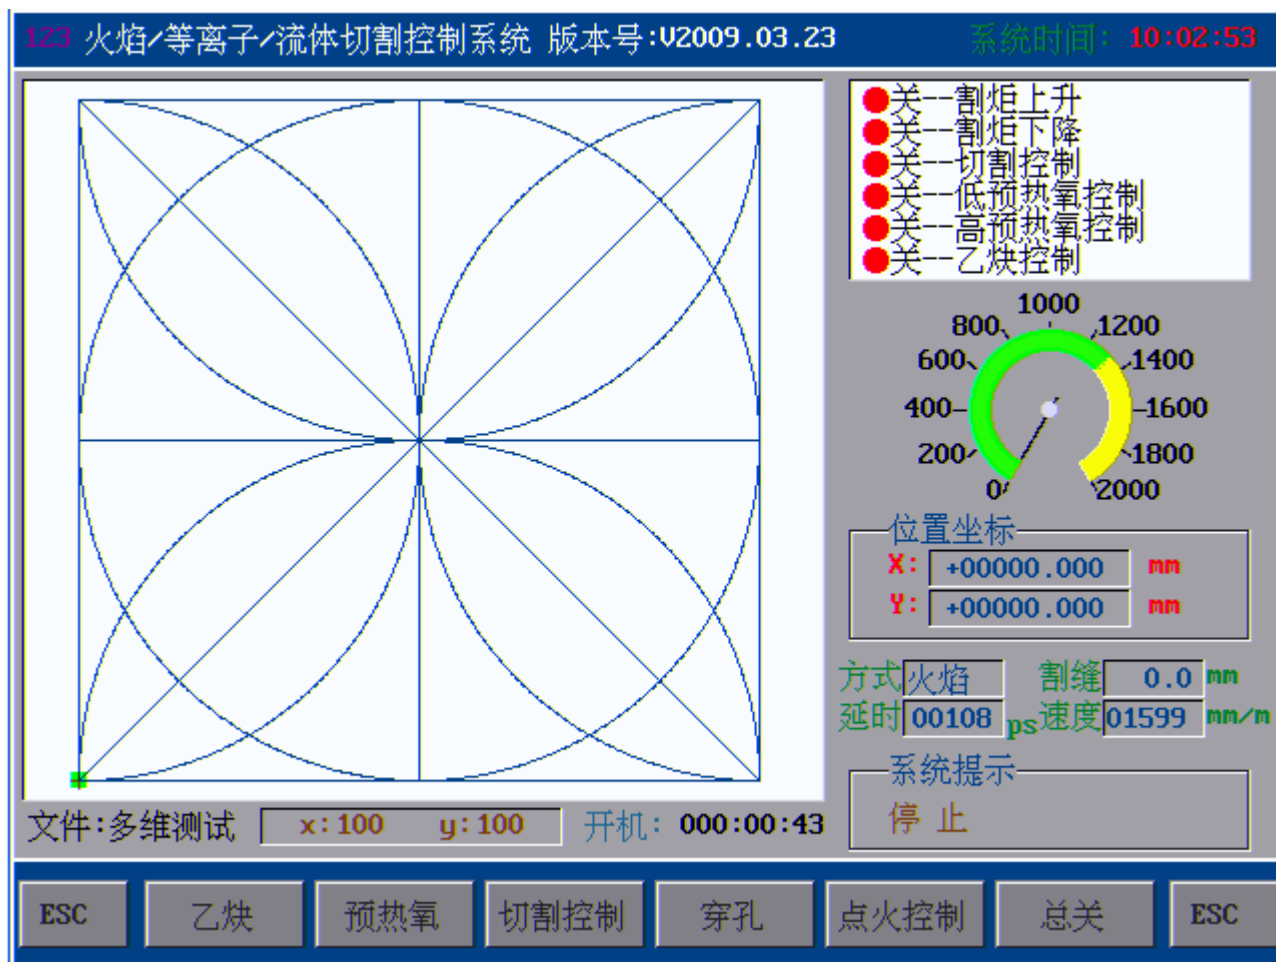 123 火焰/等离子/流体切割控制系统 版本号:V2009.03.23 系统时间: 10:02:53
关--割炬上升
关--割炬下降
关--切割控制
关--低预热氧控制
关--高预热氧控制
关--乙炔控制
1000
800 1200
600 1400
400 1600
200 1800
0 2000
位置坐标
X: +00000.000 mm
Y: +00000.000 mm
方式 火焰 割缝 0.0 mm
延时 00108 ps 速度 01599 mm/m
系统提示
停 止
文件:多维测试 x:100 y:100 开机: 000:00:43
ESC 乙炔 预热氧 切割控制 穿孔 点火控制 总关 ESC